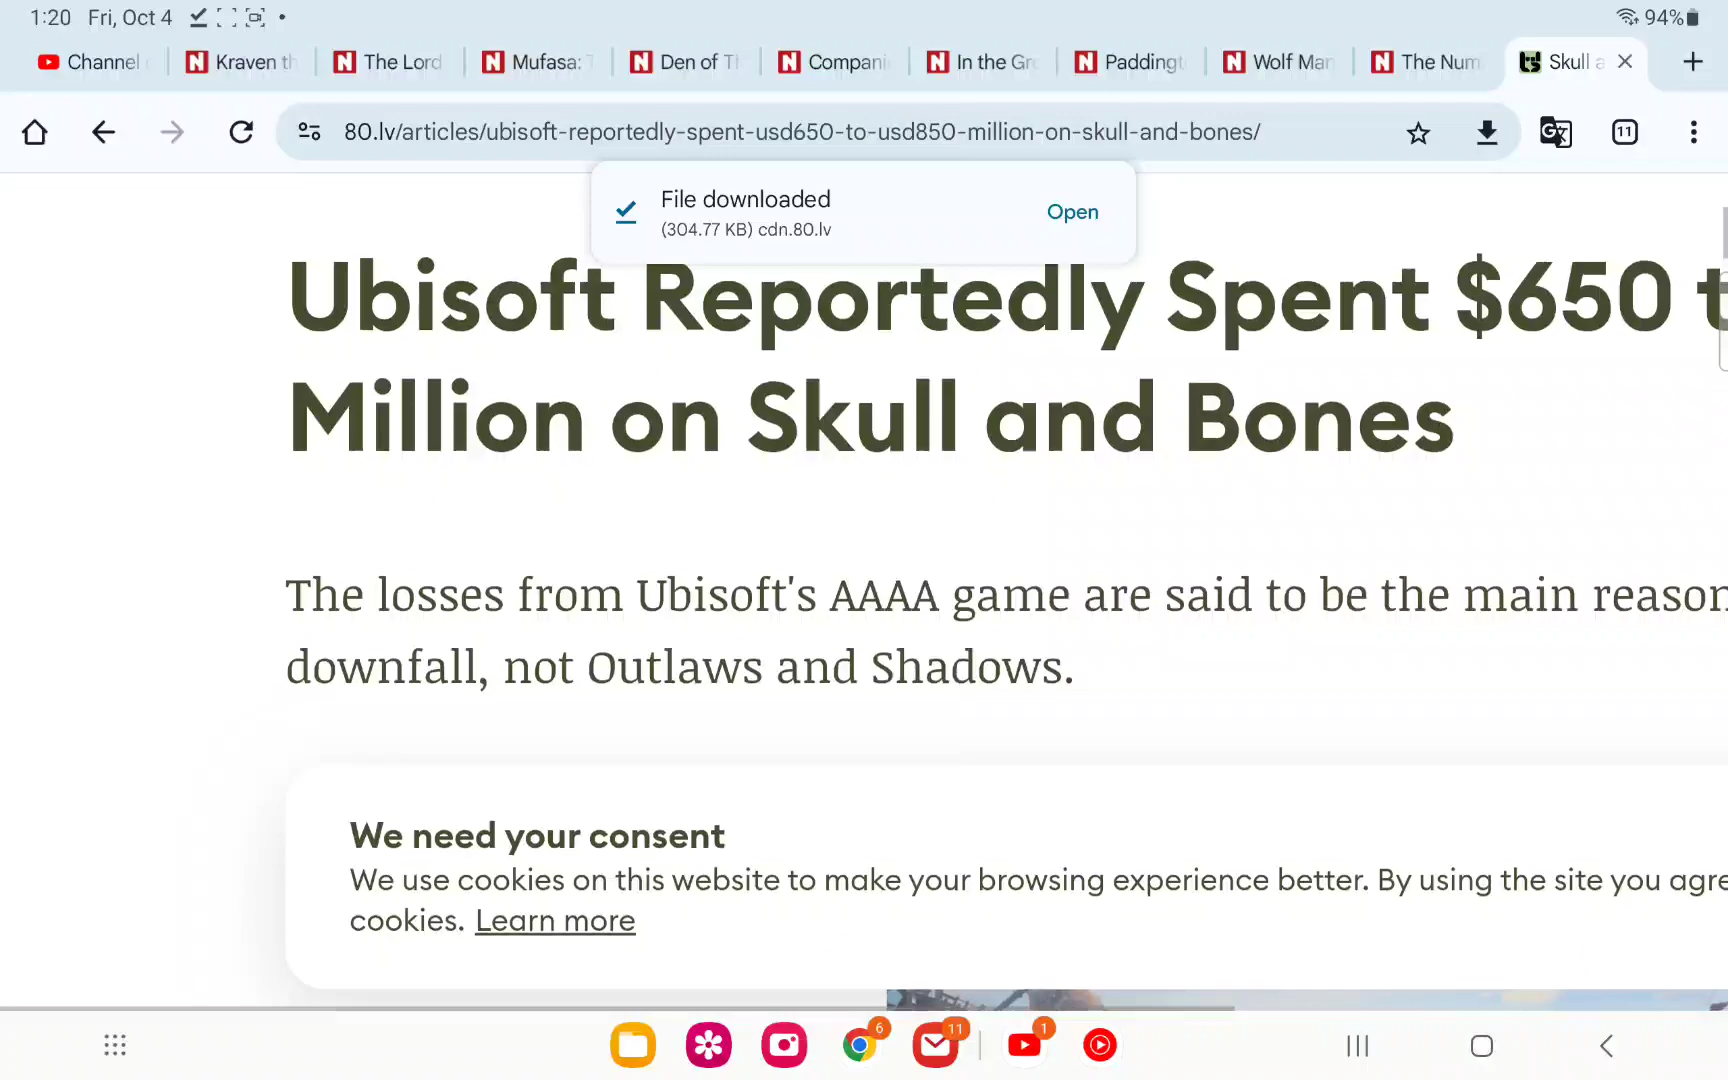 1:20 Fri, Oct 4 94%
Channel Kraven th The Lord Mufasa: T Den of Th Compani In the Gr Paddingt Wolf Man The Num Skull a
80.lv/articles/ubisoft-reportedly-spent-usd650-to-usd850-million-on-skull-and-bones/ 11
File downloaded
Open
(304.77 KB) cdn.80.lv
Ubisoft Reportedly Spent $650 t
Million on Skull and Bones
The losses from Ubisoft's AAAA game are said to be the main reason
downfall, not Outlaws and Shadows.
We need your consent
We use cookies on this website to make your browsing experience better. By using the site you agre
cookies. Learn more
6 11 1